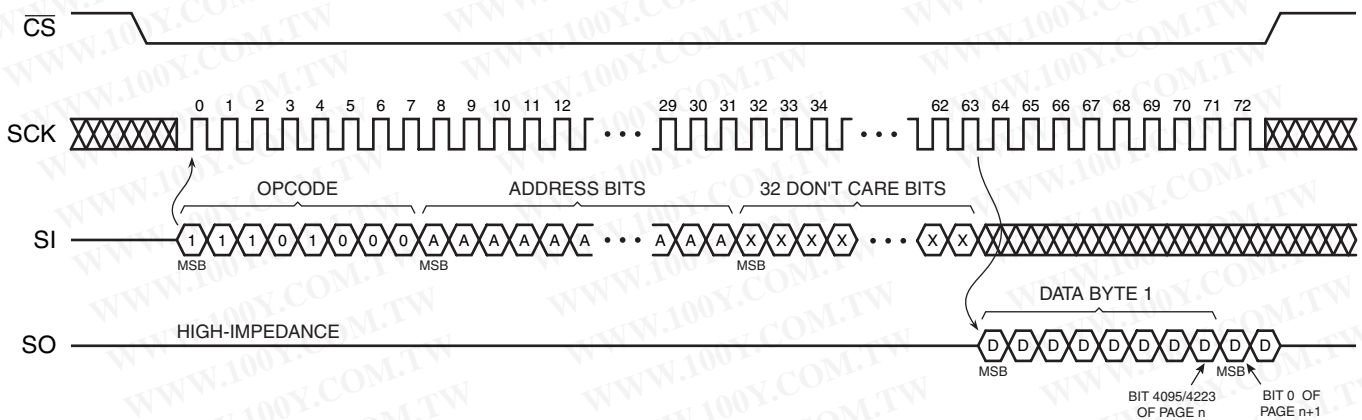 CS
0 1 2 3 4 5 6 7 8 9 10 11 12 29 30 31 32 33 34 62 63 64 65 66 67 68 69 70 71 72
SCK
OPCODE ADDRESS BITS 32 DON'T CARE BITS
SI 1 1 1 0 1 0 0 0 A A A A A A • • • A A A X X X X • • • X X
MSB MSB MSB
DATA BYTE 1
HIGH-IMPEDANCE
SO D D D D D D D D D D
MSB MSB
BIT 4095/4223
OF PAGE n
BIT 0 OF
PAGE n+1
WWW.100Y.COM.TW